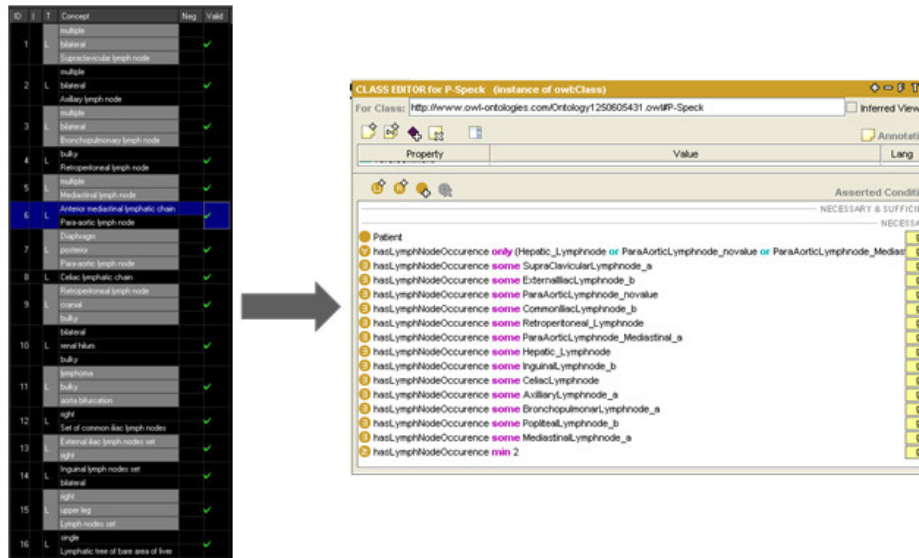 ID I T Concept Neg Valid
multiple
1 L bilateral
Supraclavicular lymph node
multiple
2 L bilateral
Axillary lymph node
multiple
3 L bilateral
Bronchopulmonary lymph node
bulky
4 L
Retroperitoneal lymph node
multiple
5 L
Mediastinal lymph node
Anterior mediastinal lymphatic chain
6 L
Para-aortic lymph node
Diaphragm
7 L posterior
Para-aortic lymph node
8 L Celiac lymphatic chain
Retroperitoneal lymph node
9 L cranial
bulky
bilateral
10 L renal hilum
bulky
lymphoma
11 L bulky
aorta bifurcation
right
12 L
Set of common iliac lymph nodes
External iliac lymph nodes set
13 L
right
Inguinal lymph nodes set
14 L
bilateral
right
15 L upper leg
Lymph nodes set
single
16 L
Lymphatic tree of bare area of liver
CLASS EDITOR for P-Speck (instance of owl:Class)
For Class: http://www.owl-ontologies.com/Ontology1250605431.owl#P-Speck Inferred View
Annotati
Property Value Lang
Asserted Conditi
NECESSARY & SUFFICIE
NECESSA
Patient
hasLymphNodeOccurence only (Hepatic_Lymphnode or ParaAorticLymphnode_novalue or ParaAorticLymphnode_Medias
hasLymphNodeOccurence some SupraClavicularLymphnode_a
hasLymphNodeOccurence some ExternalIliacLymphnode_b
hasLymphNodeOccurence some ParaAorticLymphnode_novalue
hasLymphNodeOccurence some CommonIliacLymphnode_b
hasLymphNodeOccurence some Retroperitoneal_Lymphnode
hasLymphNodeOccurence some ParaAorticLymphnode_Mediastinal_a
hasLymphNodeOccurence some Hepatic_Lymphnode
hasLymphNodeOccurence some InguinalLymphnode_b
hasLymphNodeOccurence some CeliacLymphnode
hasLymphNodeOccurence some AxilliaryLymphnode_a
hasLymphNodeOccurence some BronchopulmonarLymphnode_a
hasLymphNodeOccurence some PoplitealLymphnode_b
hasLymphNodeOccurence some MediastinalLymphnode_a
hasLymphNodeOccurence min 2